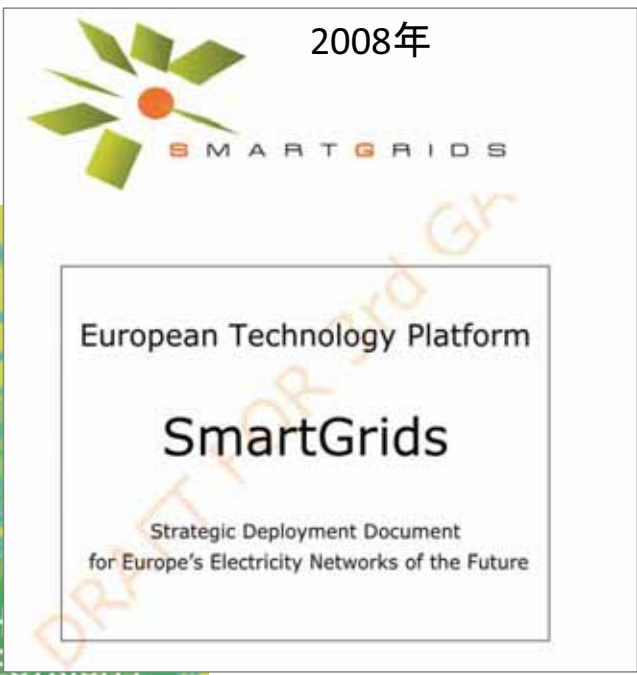 2008年
SMARTGRIDS
DRAFT FOR 3rd GA
European Technology Platform
SmartGrids
Strategic Deployment Document
for Europe's Electricity Networks of the Future